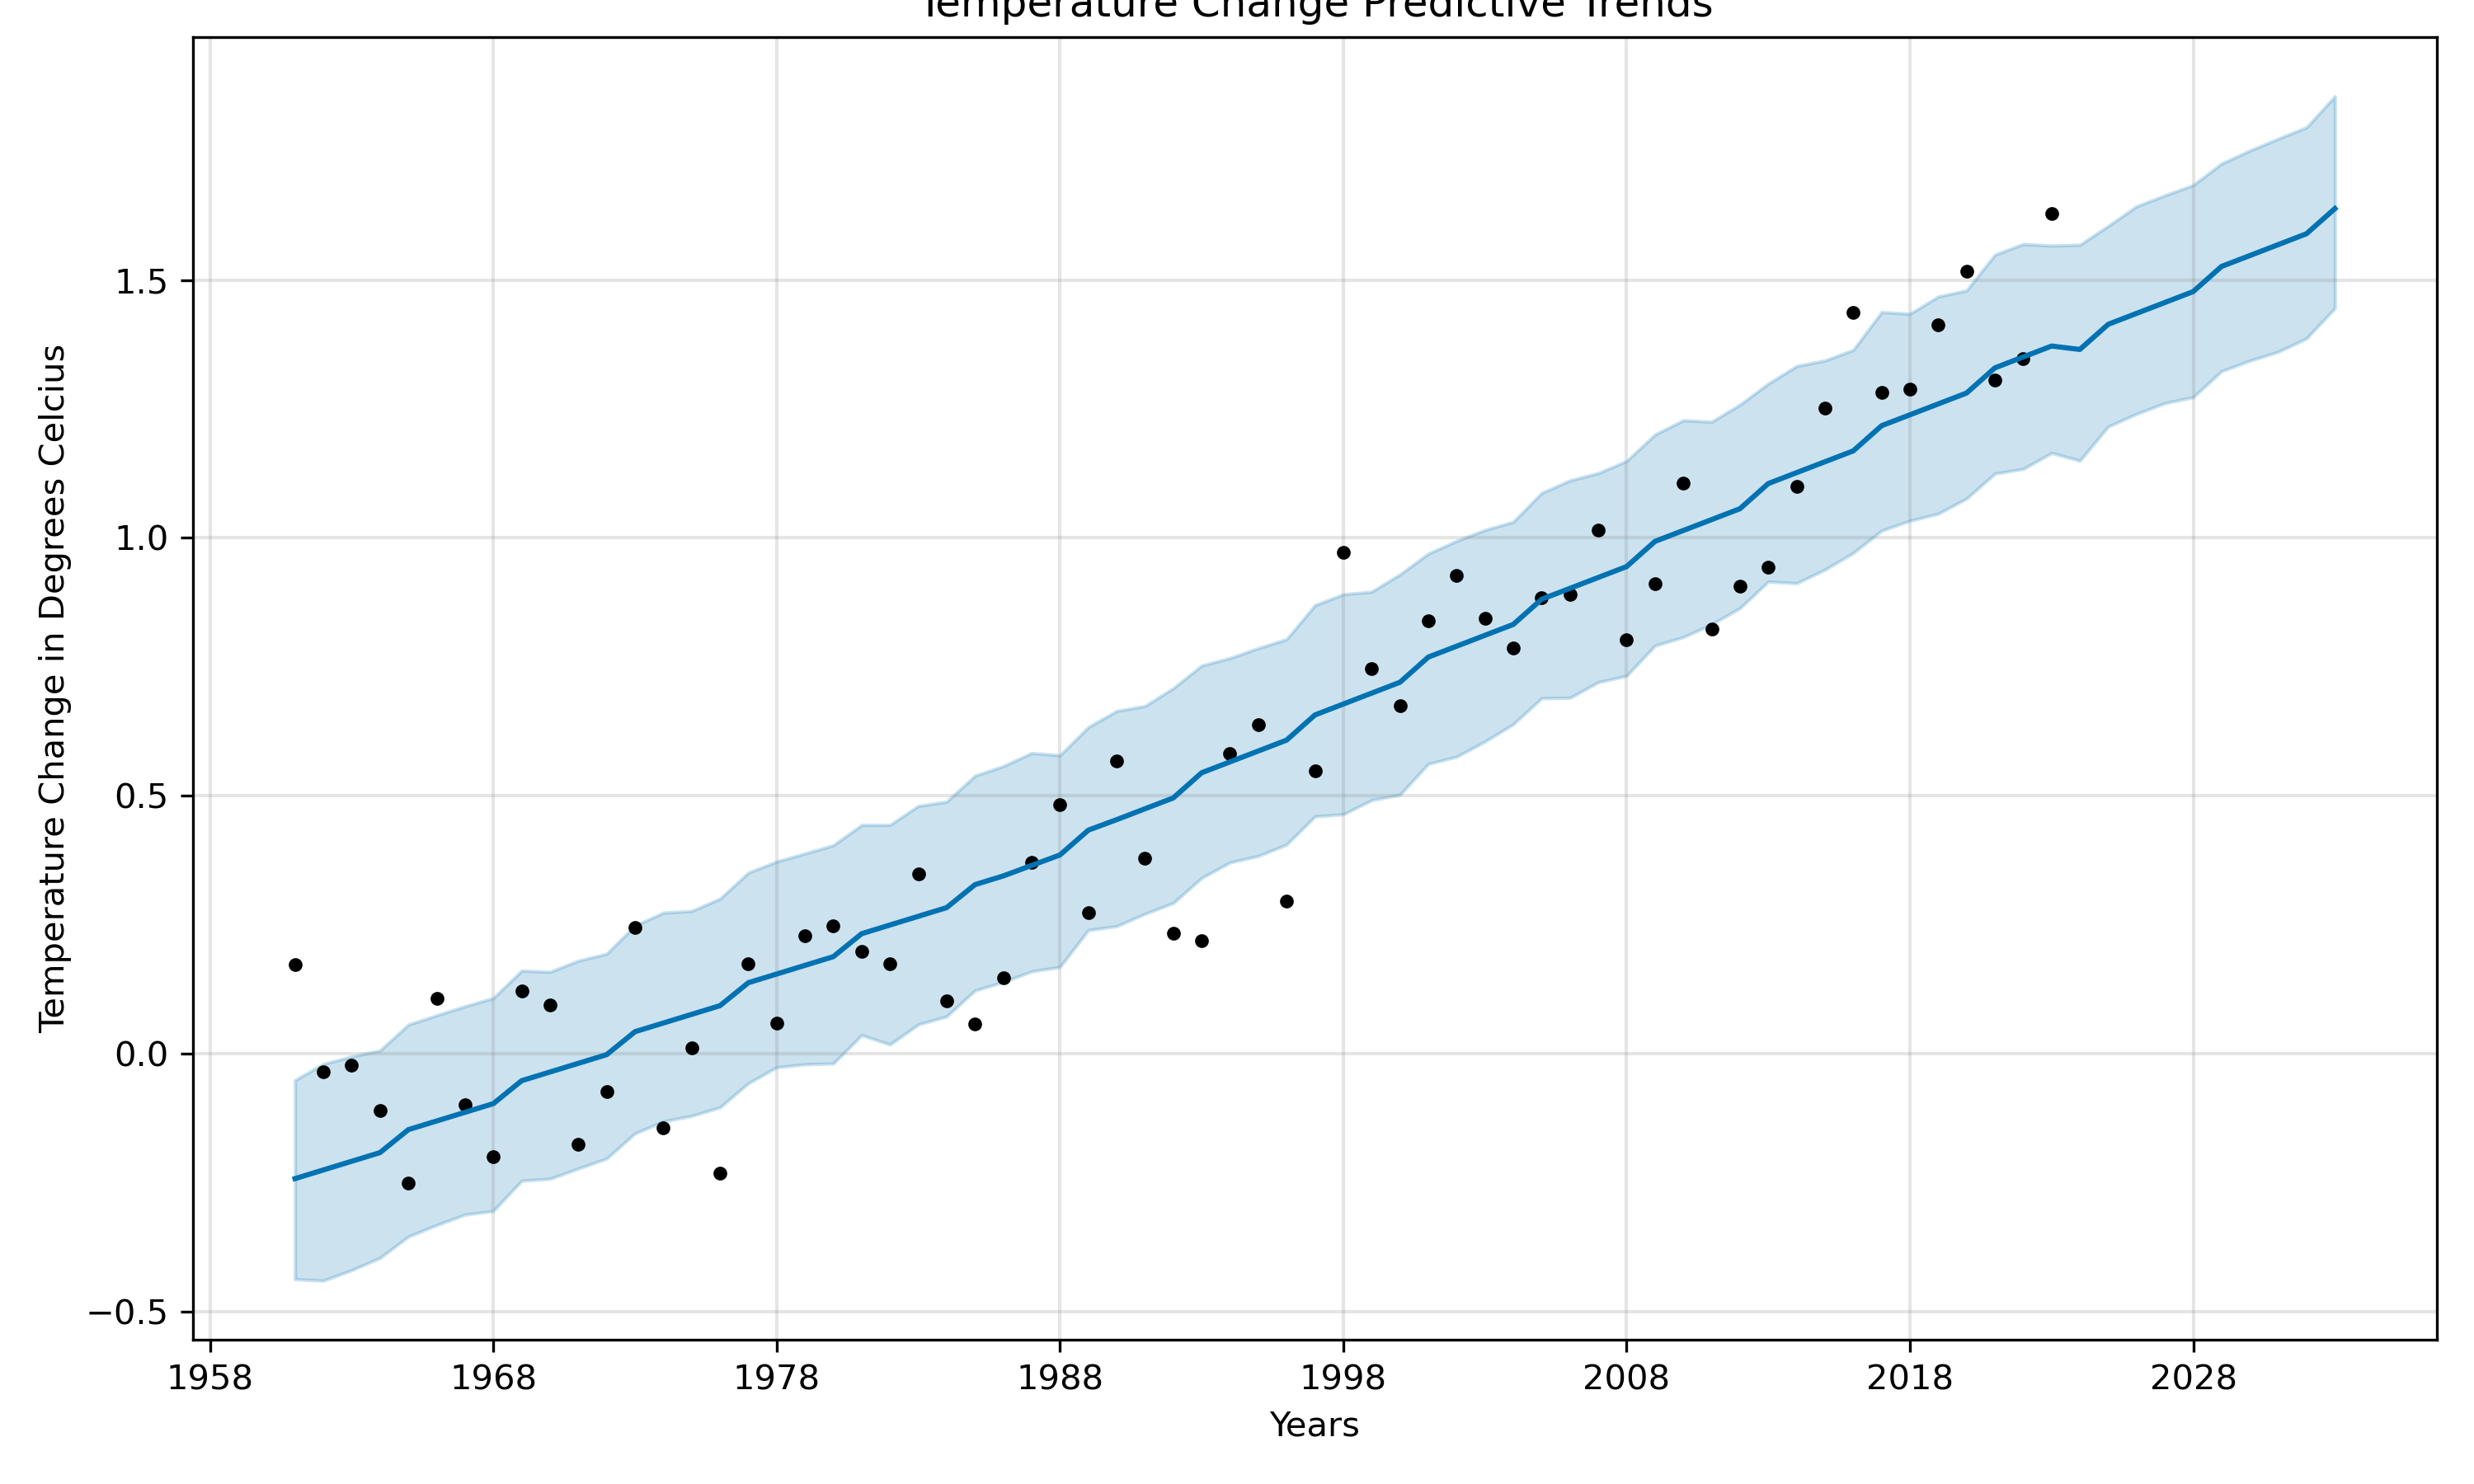 Temperature Change Predictive Trends
Temperature Change in Degrees Celcius
1.5
1.0
0.5
0.0
−0.5
1958 1968 1978 1988 1998 2008 2018 2028
Years